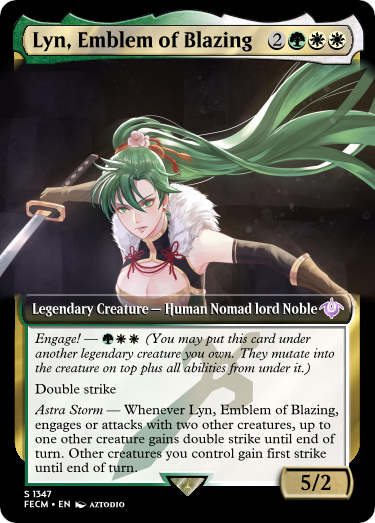 Lyn, Emblem of Blazing 2
Legendary Creature — Human Nomad lord Noble
Engage! — (You may put this card under
another legendary creature you own. They mutate into
the creature on top plus all abilities from under it.)
Double strike
Astra Storm — Whenever Lyn, Emblem of Blazing,
engages or attacks with two other creatures, up to
one other creature gains double strike until end of
turn. Other creatures you control gain first strike
until end of turn.
5/2
S 1347
FECM • EN AZTODIO